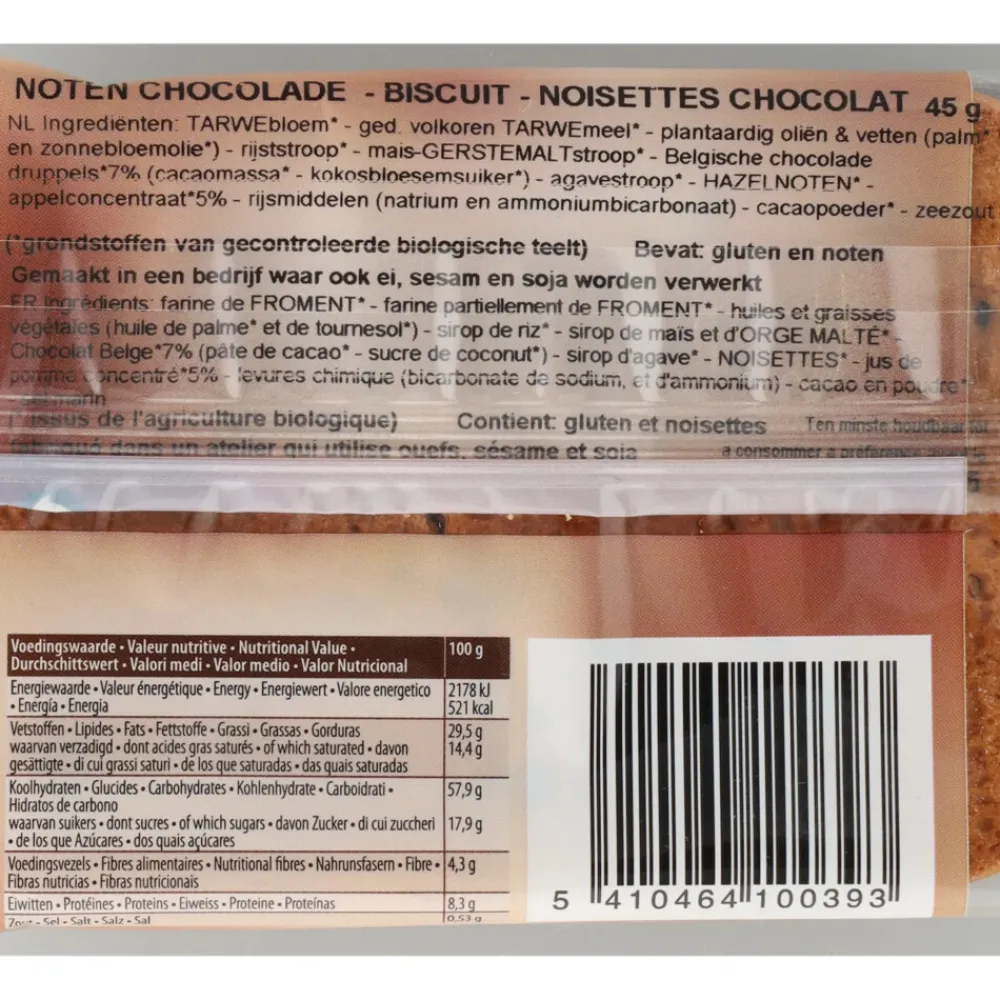 NOTEN CHOCOLADE - BISCUIT - NOISETTES CHOCOLAT 45 g
NL Ingrediënten: TARWEbloem* - ged. volkoren TARWEmeel* - plantaardig oliën & vetten (palm*
en zonnebloemolie*) - rijststroop* - mais-GERSTEMALTstroop* - Belgische chocolade
druppels*7% (cacaomassa* - kokosbloesemsuiker*) - agavestroop* - HAZELNOTEN* -
appelconcentraat*5% - rijsmiddelen (natrium en ammoniumbicarbonaat) - cacaopoeder* - zeezout
(*grondstoffen van gecontroleerde biologische teelt) Bevat: gluten en noten
Gemaakt in een bedrijf waar ook ei, sesam en soja worden verwerkt
FR Ingrédients: farine de FROMENT* - farine partiellement de FROMENT* - huiles et graisses
végétales (huile de palme* et de tournesol*) - sirop de riz* - sirop de maïs et d'ORGE MALTÉ* -
Chocolat Belge*7% (pâte de cacao* - sucre de coconut*) - sirop d'agave* - NOISETTES* - jus de
pomme concentré*5% - levures chimique (bicarbonate de sodium, et d'ammonium) - cacao en poudre*
- sel marin
(*issus de l'agriculture biologique) Contient: gluten et noisettes Ten minste houdbaar tot
fabriqué dans un atelier qui utilise ouefs, sésame et soja a consommer a préférence
Voedingswaarde • Valeur nutritive • Nutritional Value • 100 g
Durchschittswert • Valori medi • Valor medio • Valor Nutricional
Energiewaarde • Valeur énergétique • Energy • Energiewert • Valore energetico 2178 kJ
• Energía • Energia 521 kcal
Vetstoffen • Lipides • Fats • Fettstoffe • Grassi • Grassas • Gorduras 29,5 g
waarvan verzadigd • dont acides gras saturés • of which saturated • davon 14,4 g
gesättigte • di cui grassi saturi • de los que saturadas • das quais saturadas
Koolhydraten • Glucides • Carbohydrates • Kohlenhydrate • Carboidrati • 57,9 g
Hidratos de carbono
waarvan suikers • dont sucres • of which sugars • davon Zucker • di cui zuccheri 17,9 g
• de los que Azúcares • dos quais açúcares
Voedingsvezels • Fibres alimentaires • Nutritional fibres • Nahrunsfasern • Fibre • 4,3 g
Fibras nutricias • Fibras nutricionais
Eiwitten • Protéines • Proteins • Eiweiss • Proteine • Proteínas 8,3 g
Zout - Sel - Salt - Salz - Sal 0,53 g
5 410464 100393